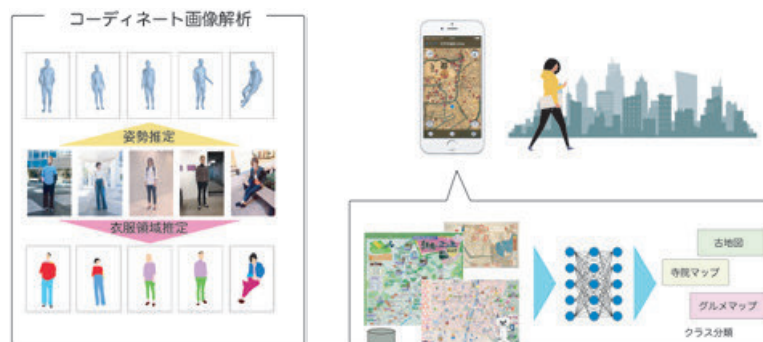 コーディネート画像解析
姿勢推定
衣服領域推定
古地図
寺院マップ
グルメマップ
クラス分類